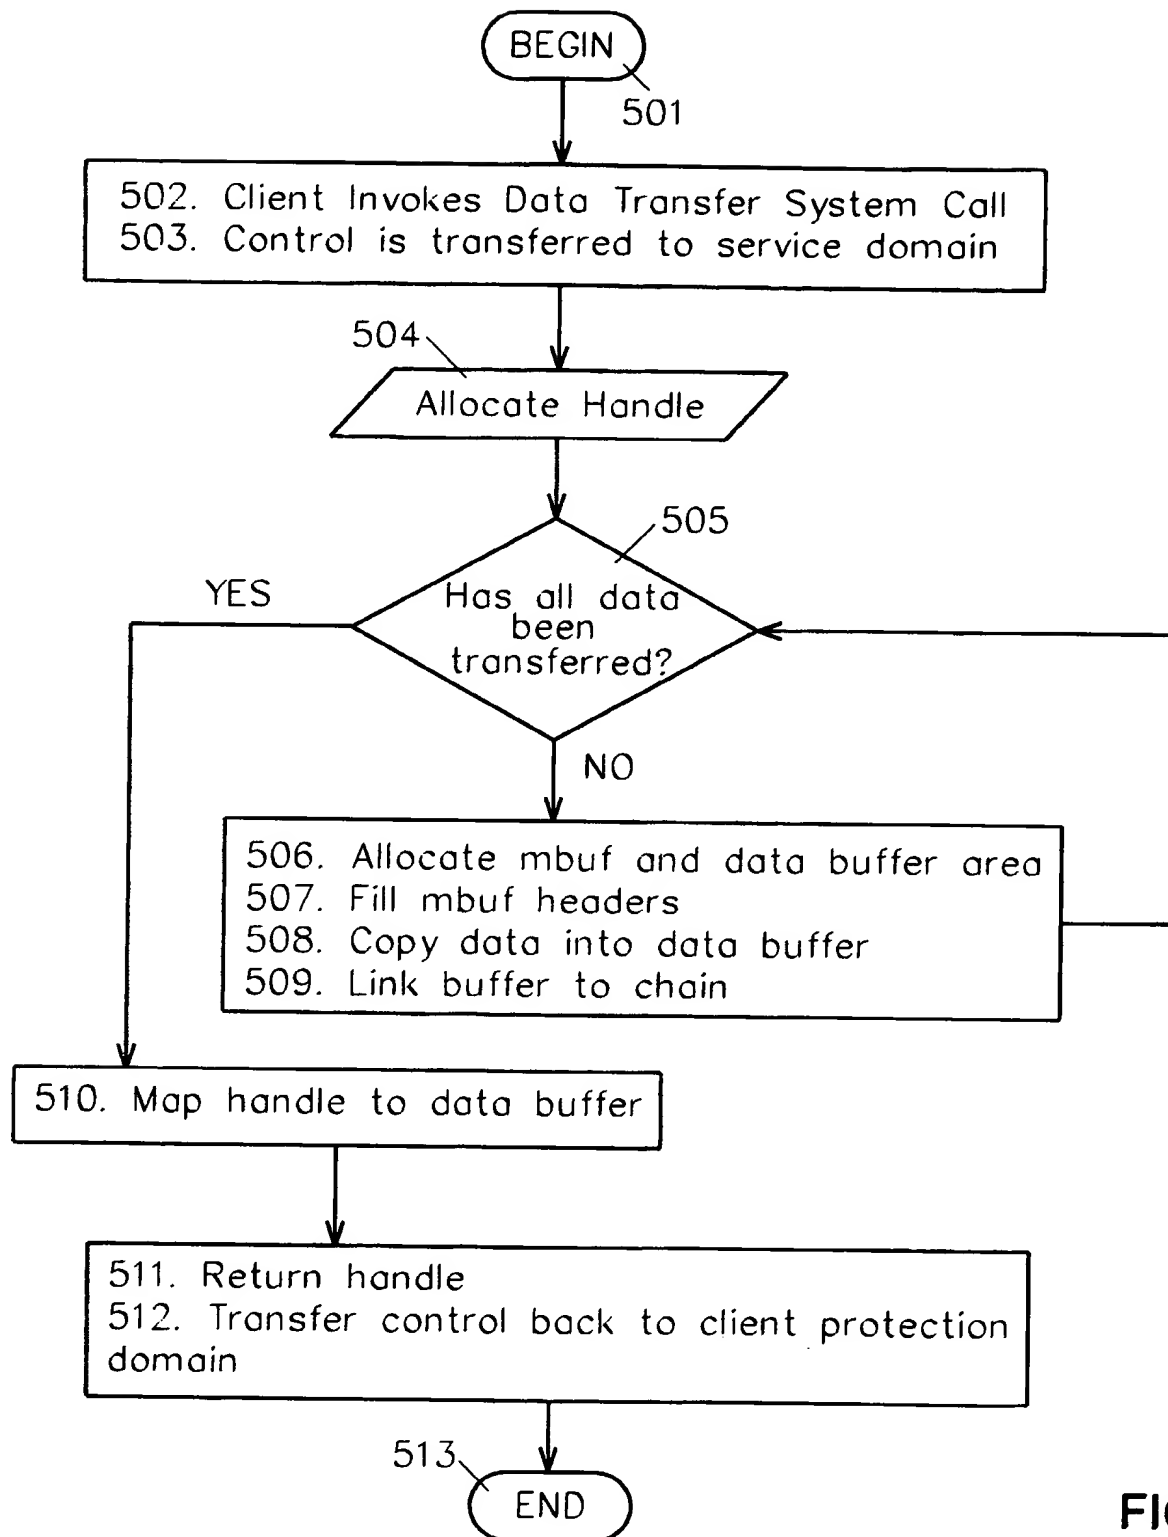 BEGIN
501
502. Client Invokes Data Transfer System Call
503. Control is transferred to service domain
504
Allocate Handle
505
YES
Has all data
been
transferred?
NO
506. Allocate mbuf and data buffer area
507. Fill mbuf headers
508. Copy data into data buffer
509. Link buffer to chain
510. Map handle to data buffer
511. Return handle
512. Transfer control back to client protection
domain
513
END